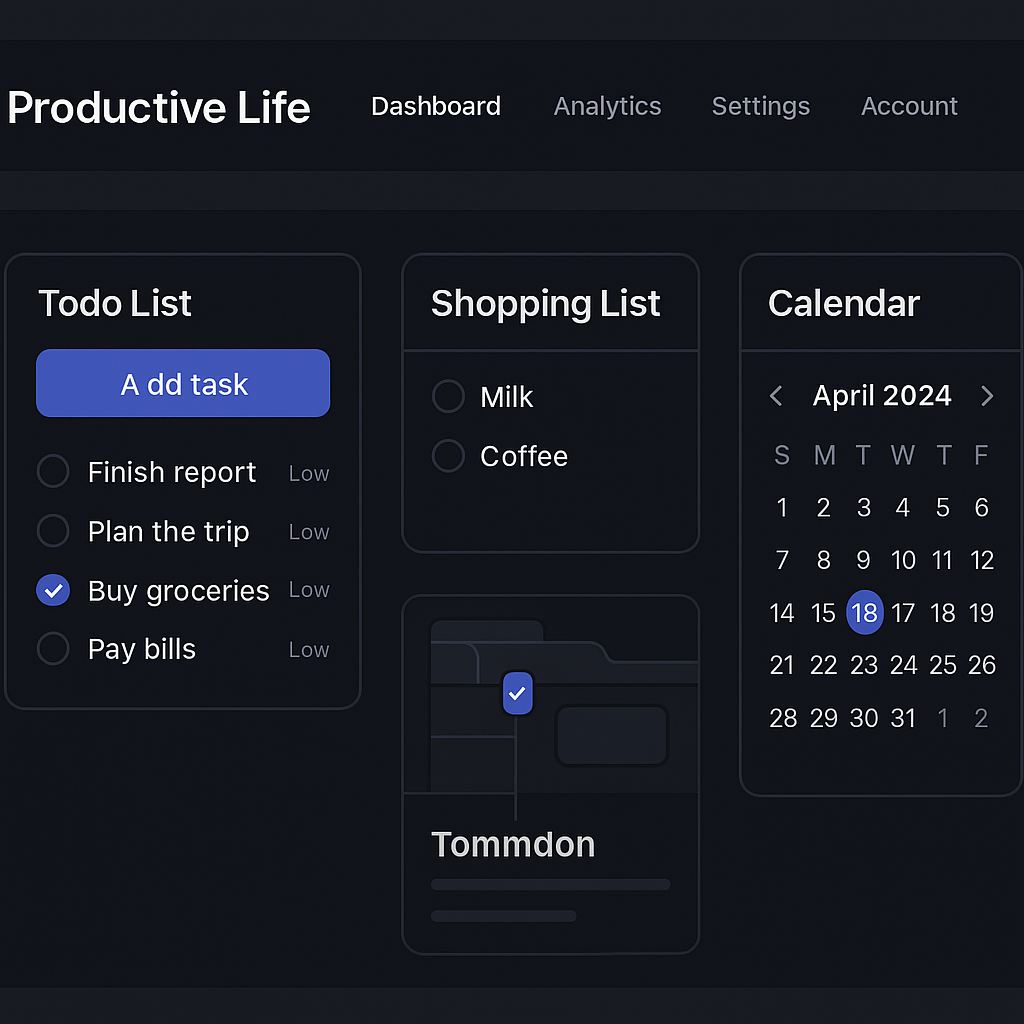 Productive Life
Dashboard
Analytics
Settings
Account
Todo List
A dd task
Finish report Low
Plan the trip Low
Buy groceries Low
Pay bills Low
Shopping List
Milk
Coffee
Tommdon
Calendar
April 2024
S M T W T F
1 2 3 4 5 6
7 8 9 10 11 12
14 15 18 17 18 19
21 22 23 24 25 26
28 29 30 31 1 2